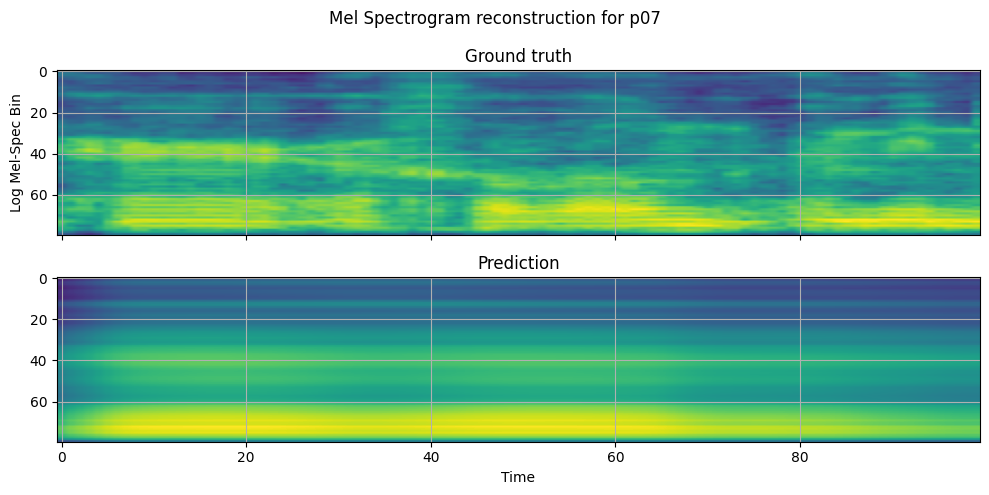 Mel Spectrogram reconstruction for p07
Ground truth
0
20
40
60
Log Mel-Spec Bin
Prediction
0
20
40
60
0 20 40 60 80
Time